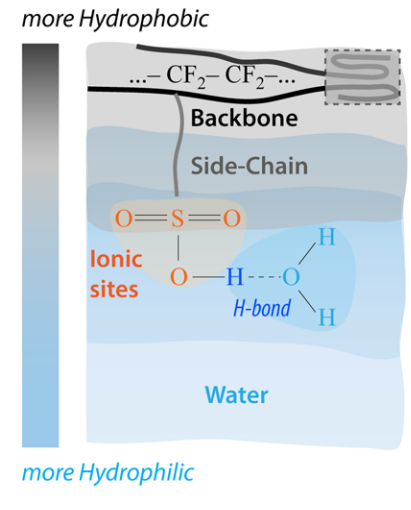 more Hydrophobic
...– CF₂– CF₂–...
Backbone
Side-Chain
O=S=O
Ionic
sites
O—H----O
H
H
H-bond
Water
more Hydrophilic